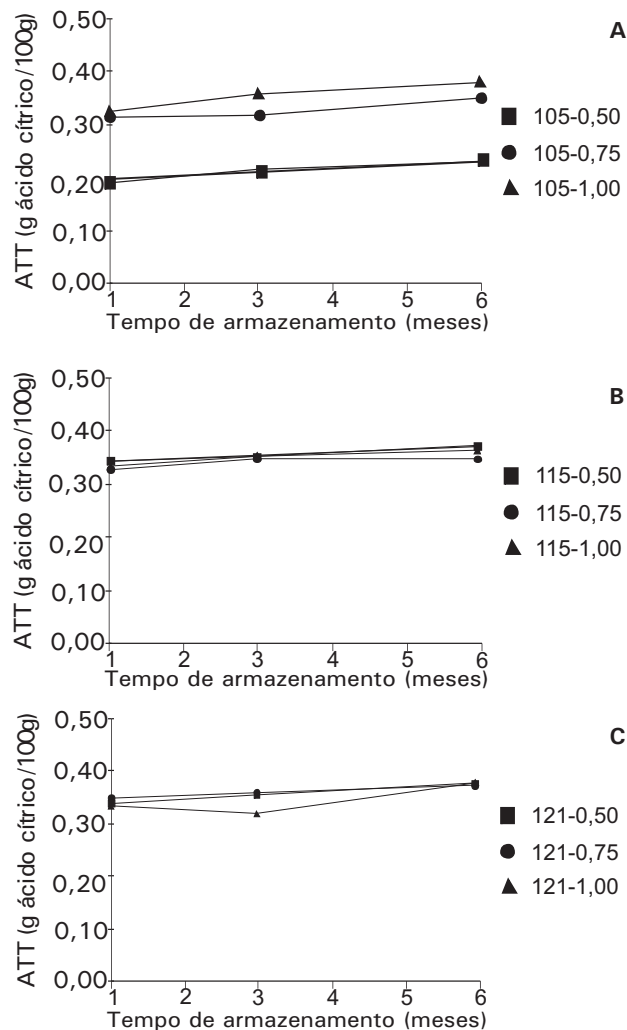 A
ATT (g ácido cítrico/100g)
0,50
0,40
0,30
0,20
0,10
0,00
1 2 3 4 5 6
Tempo de armazenamento (meses)
105-0,50
105-0,75
105-1,00
B
ATT (g ácido cítrico/100g)
0,50
0,40
0,30
0,20
0,10
0,00
1 2 3 4 5 6
Tempo de armazenamento (meses)
115-0,50
115-0,75
115-1,00
C
ATT (g ácido cítrico/100g)
0,50
0,40
0,30
0,20
0,10
0,00
1 2 3 4 5 6
Tempo de armazenamento (meses)
121-0,50
121-0,75
121-1,00